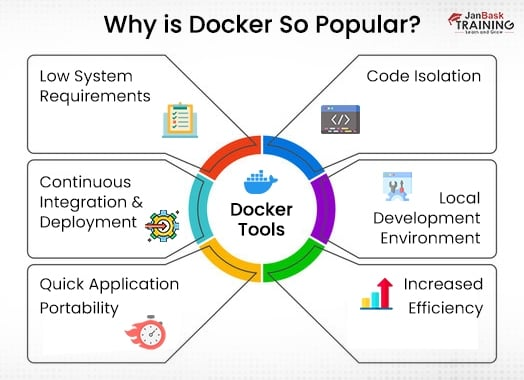 Why is Docker So Popular?
JanBask
TRAINING
Learn and Grow
Low System
Requirements
Code Isolation
</>
Continuous
Integration &
Deployment
Docker
Tools
Local
Development
Environment
Quick Application
Portability
Increased
Efficiency